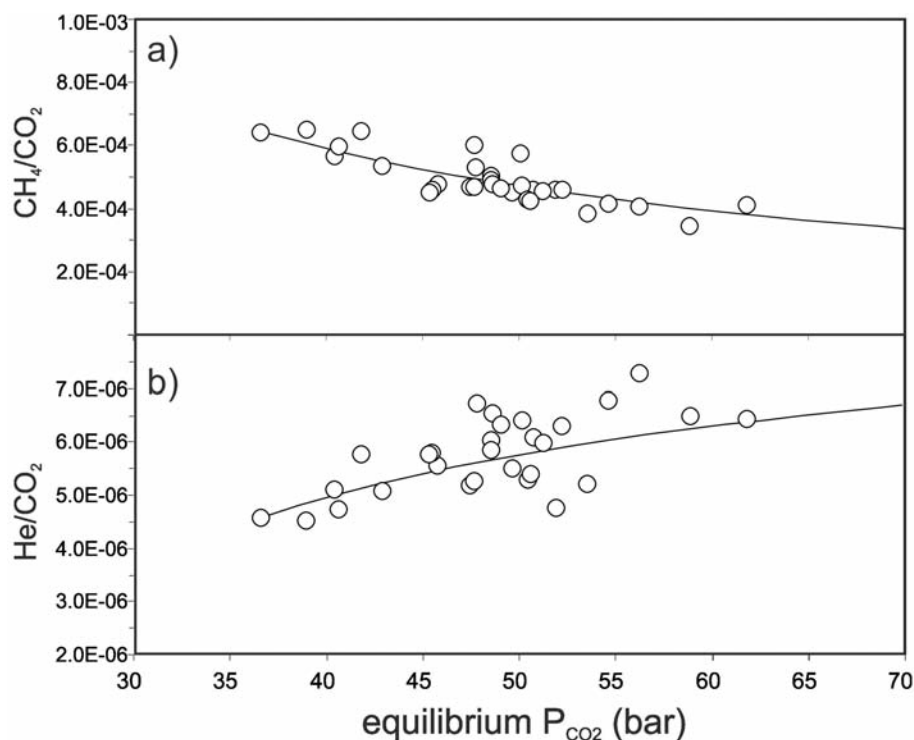 a)
1.0E-03
8.0E-04
6.0E-04
4.0E-04
2.0E-04
CH₄/CO₂
b)
7.0E-06
6.0E-06
5.0E-06
4.0E-06
3.0E-06
2.0E-06
He/CO₂
30 35 40 45 50 55 60 65 70
equilibrium P_CO2 (bar)